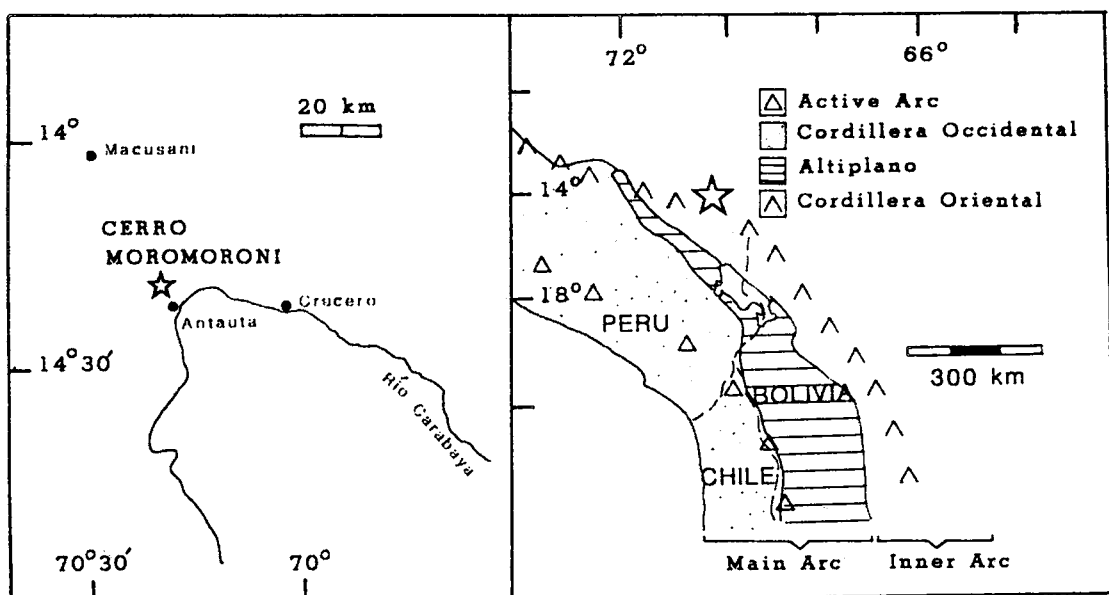 20 km
14°
Macusani
CERRO
MOROMORONI
Crucero
Antauta
14°30′
Río Carabaya
70°30′
70°
72°
66°
Active Arc
Cordillera Occidental
Altiplano
Cordillera Oriental
14°
18°
PERU
300 km
BOLIVIA
CHILE
Main Arc
Inner Arc